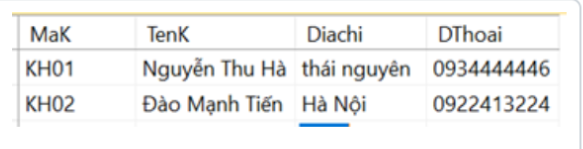 MaK TenK Diachi DThoai
KH01 Nguyễn Thu Hà thái nguyên 0934444446
KH02 Đào Mạnh Tiến Hà Nội 0922413224